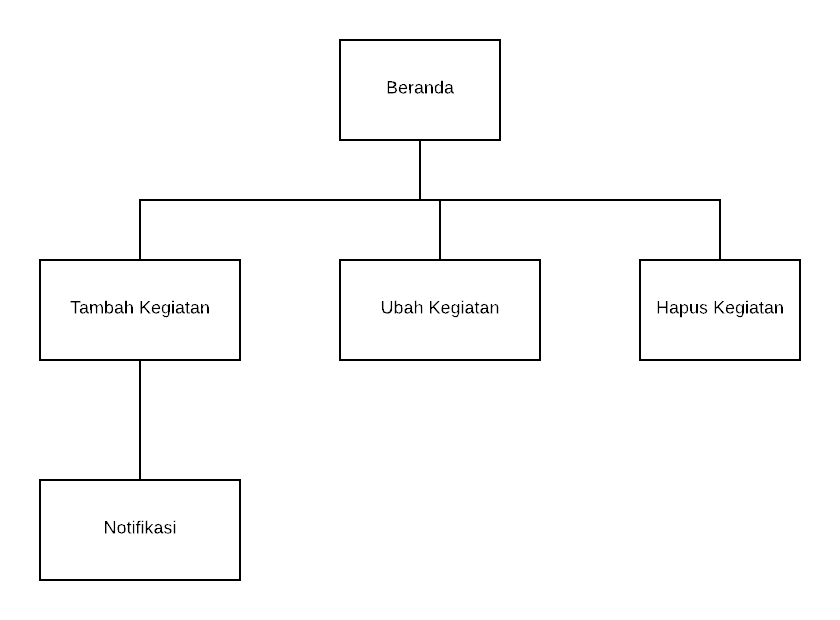 Beranda
Tambah Kegiatan
Ubah Kegiatan
Hapus Kegiatan
Notifikasi